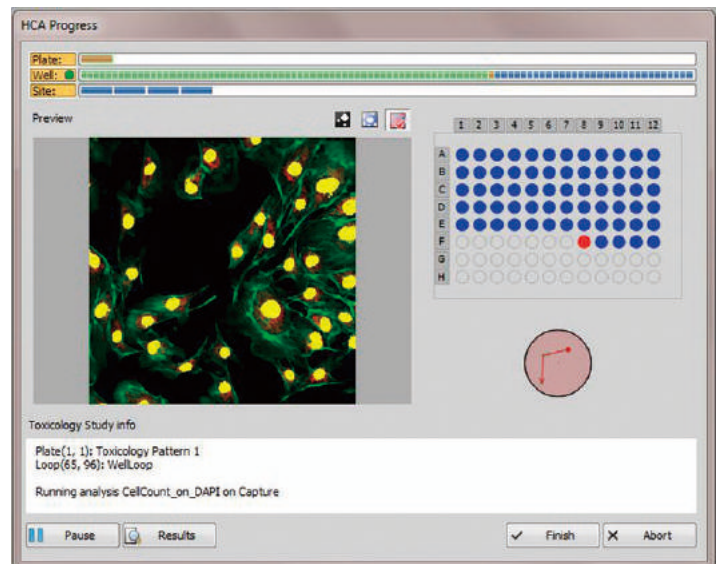 HCA Progress
Plate:
Well:
Site:
Preview
1 2 3 4 5 6 7 8 9 10 11 12
A
B
C
D
E
F
G
H
Toxicology Study info
Plate(1, 1): Toxicology Pattern 1
Loop(65, 96): WellLoop
Running analysis CellCount_on_DAPI on Capture
Pause Results Finish Abort